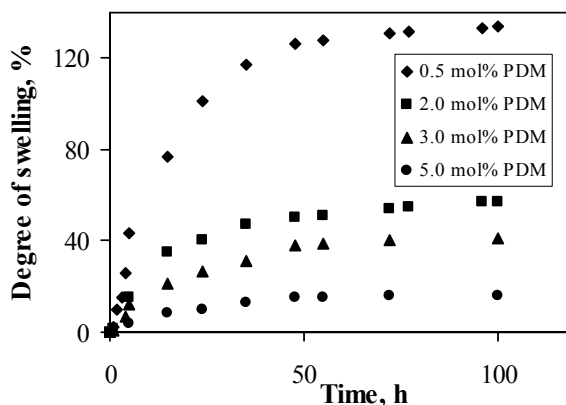 Degree of swelling, %
120
80
40
0
0.5 mol% PDM
2.0 mol% PDM
3.0 mol% PDM
5.0 mol% PDM
0
50
100
Time, h